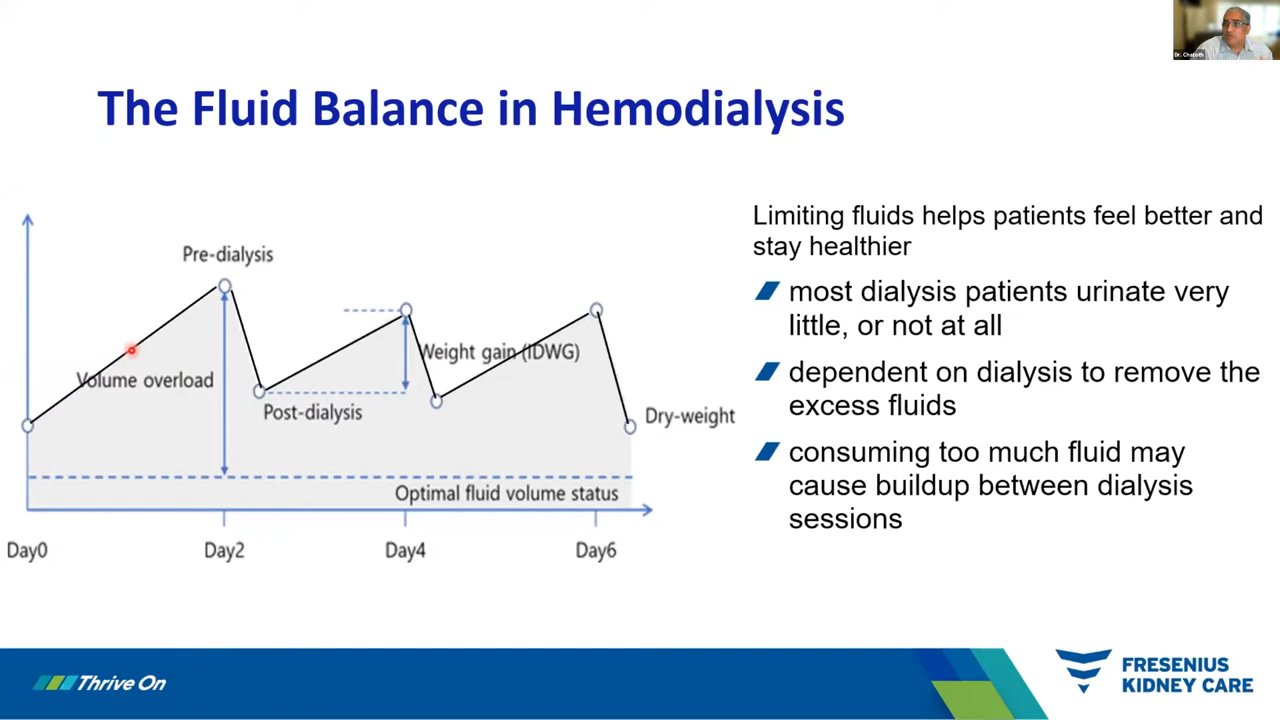 Dr. Chatoth
The Fluid Balance in Hemodialysis
Pre-dialysis
Volume overload
Weight gain (IDWG)
Post-dialysis
Dry-weight
Optimal fluid volume status
Day0
Day2
Day4
Day6
Limiting fluids helps patients feel better and
stay healthier
most dialysis patients urinate very
little, or not at all
dependent on dialysis to remove the
excess fluids
consuming too much fluid may
cause buildup between dialysis
sessions
Thrive On
FRESENIUS
KIDNEY CARE